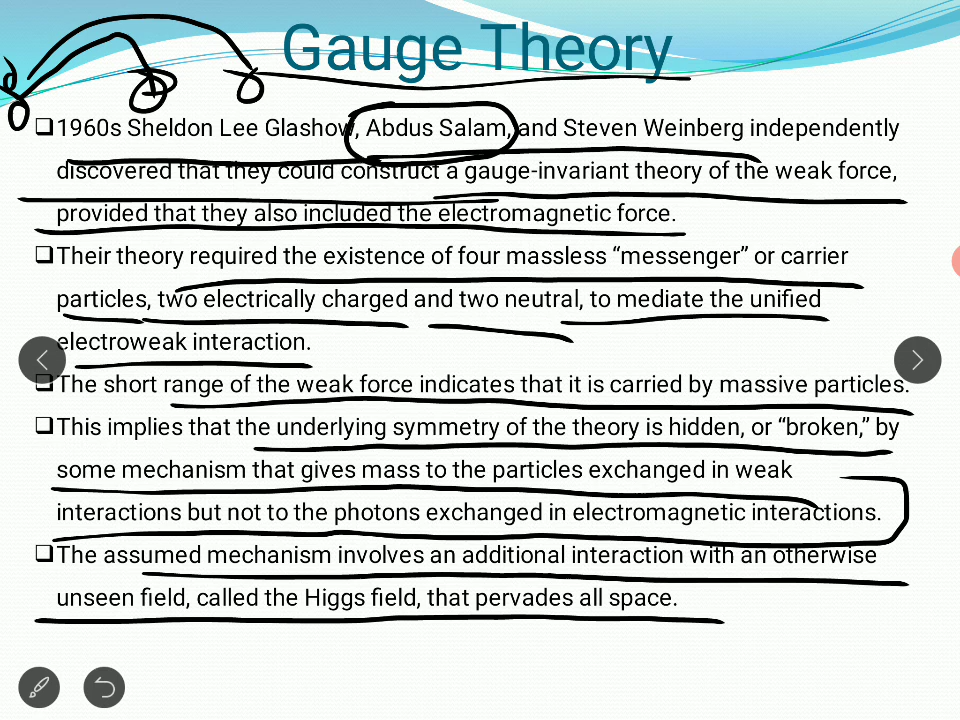 Gauge Theory
❑1960s Sheldon Lee Glashow, Abdus Salam, and Steven Weinberg independently
discovered that they could construct a gauge-invariant theory of the weak force,
provided that they also included the electromagnetic force.
❑Their theory required the existence of four massless “messenger” or carrier
particles, two electrically charged and two neutral, to mediate the unified
electroweak interaction.
❑The short range of the weak force indicates that it is carried by massive particles.
❑This implies that the underlying symmetry of the theory is hidden, or “broken,” by
some mechanism that gives mass to the particles exchanged in weak
interactions but not to the photons exchanged in electromagnetic interactions.
❑The assumed mechanism involves an additional interaction with an otherwise
unseen field, called the Higgs field, that pervades all space.